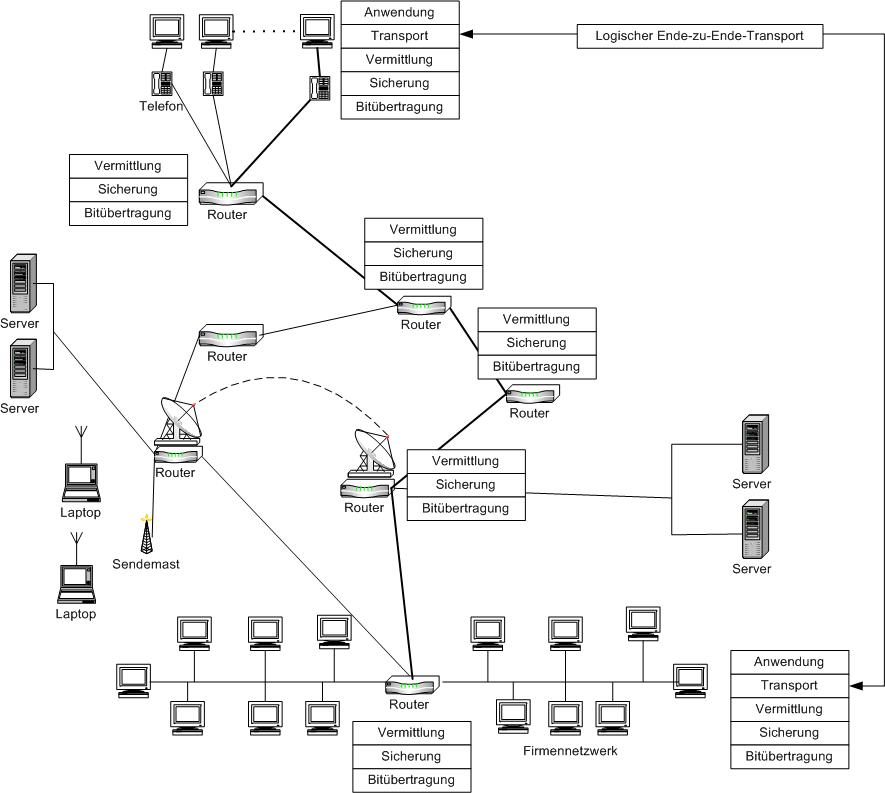 Anwendung
Transport
Vermittlung
Sicherung
Bitübertragung
Logischer Ende-zu-Ende-Transport
Telefon
Vermittlung
Sicherung
Bitübertragung
Router
Vermittlung
Sicherung
Bitübertragung
Router
Server
Server
Router
Vermittlung
Sicherung
Bitübertragung
Router
Router
Vermittlung
Sicherung
Bitübertragung
Router
Server
Server
Laptop
Sendemast
Laptop
Router
Vermittlung
Sicherung
Bitübertragung
Firmennetzwerk
Anwendung
Transport
Vermittlung
Sicherung
Bitübertragung